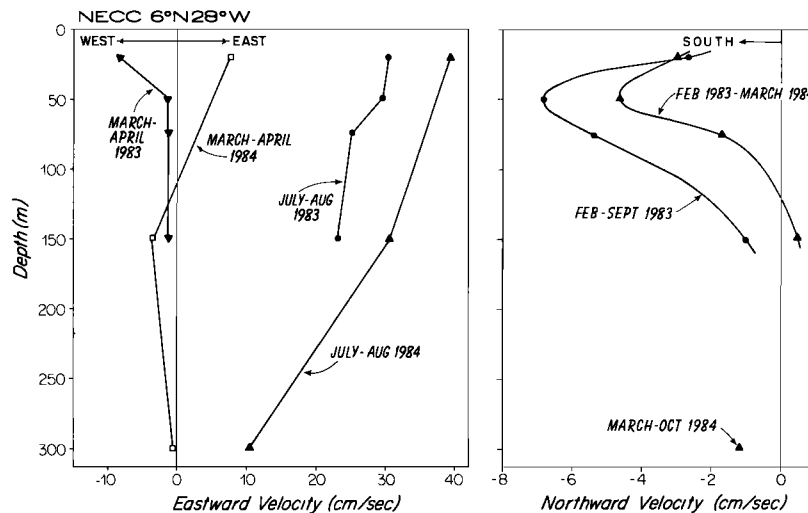 NECC 6°N28°W
WEST EAST
SOUTH
MARCH-
APRIL
1983
MARCH-APRIL
1984
JULY-AUG
1983
JULY-AUG 1984
FEB 1983-MARCH 1984
FEB-SEPT 1983
MARCH-OCT 1984
Depth(m)
0
50
100
150
200
250
300
-10 0 10 20 30 40
Eastward Velocity (cm/sec)
-8 -6 -4 -2 0
Northward Velocity (cm/sec)